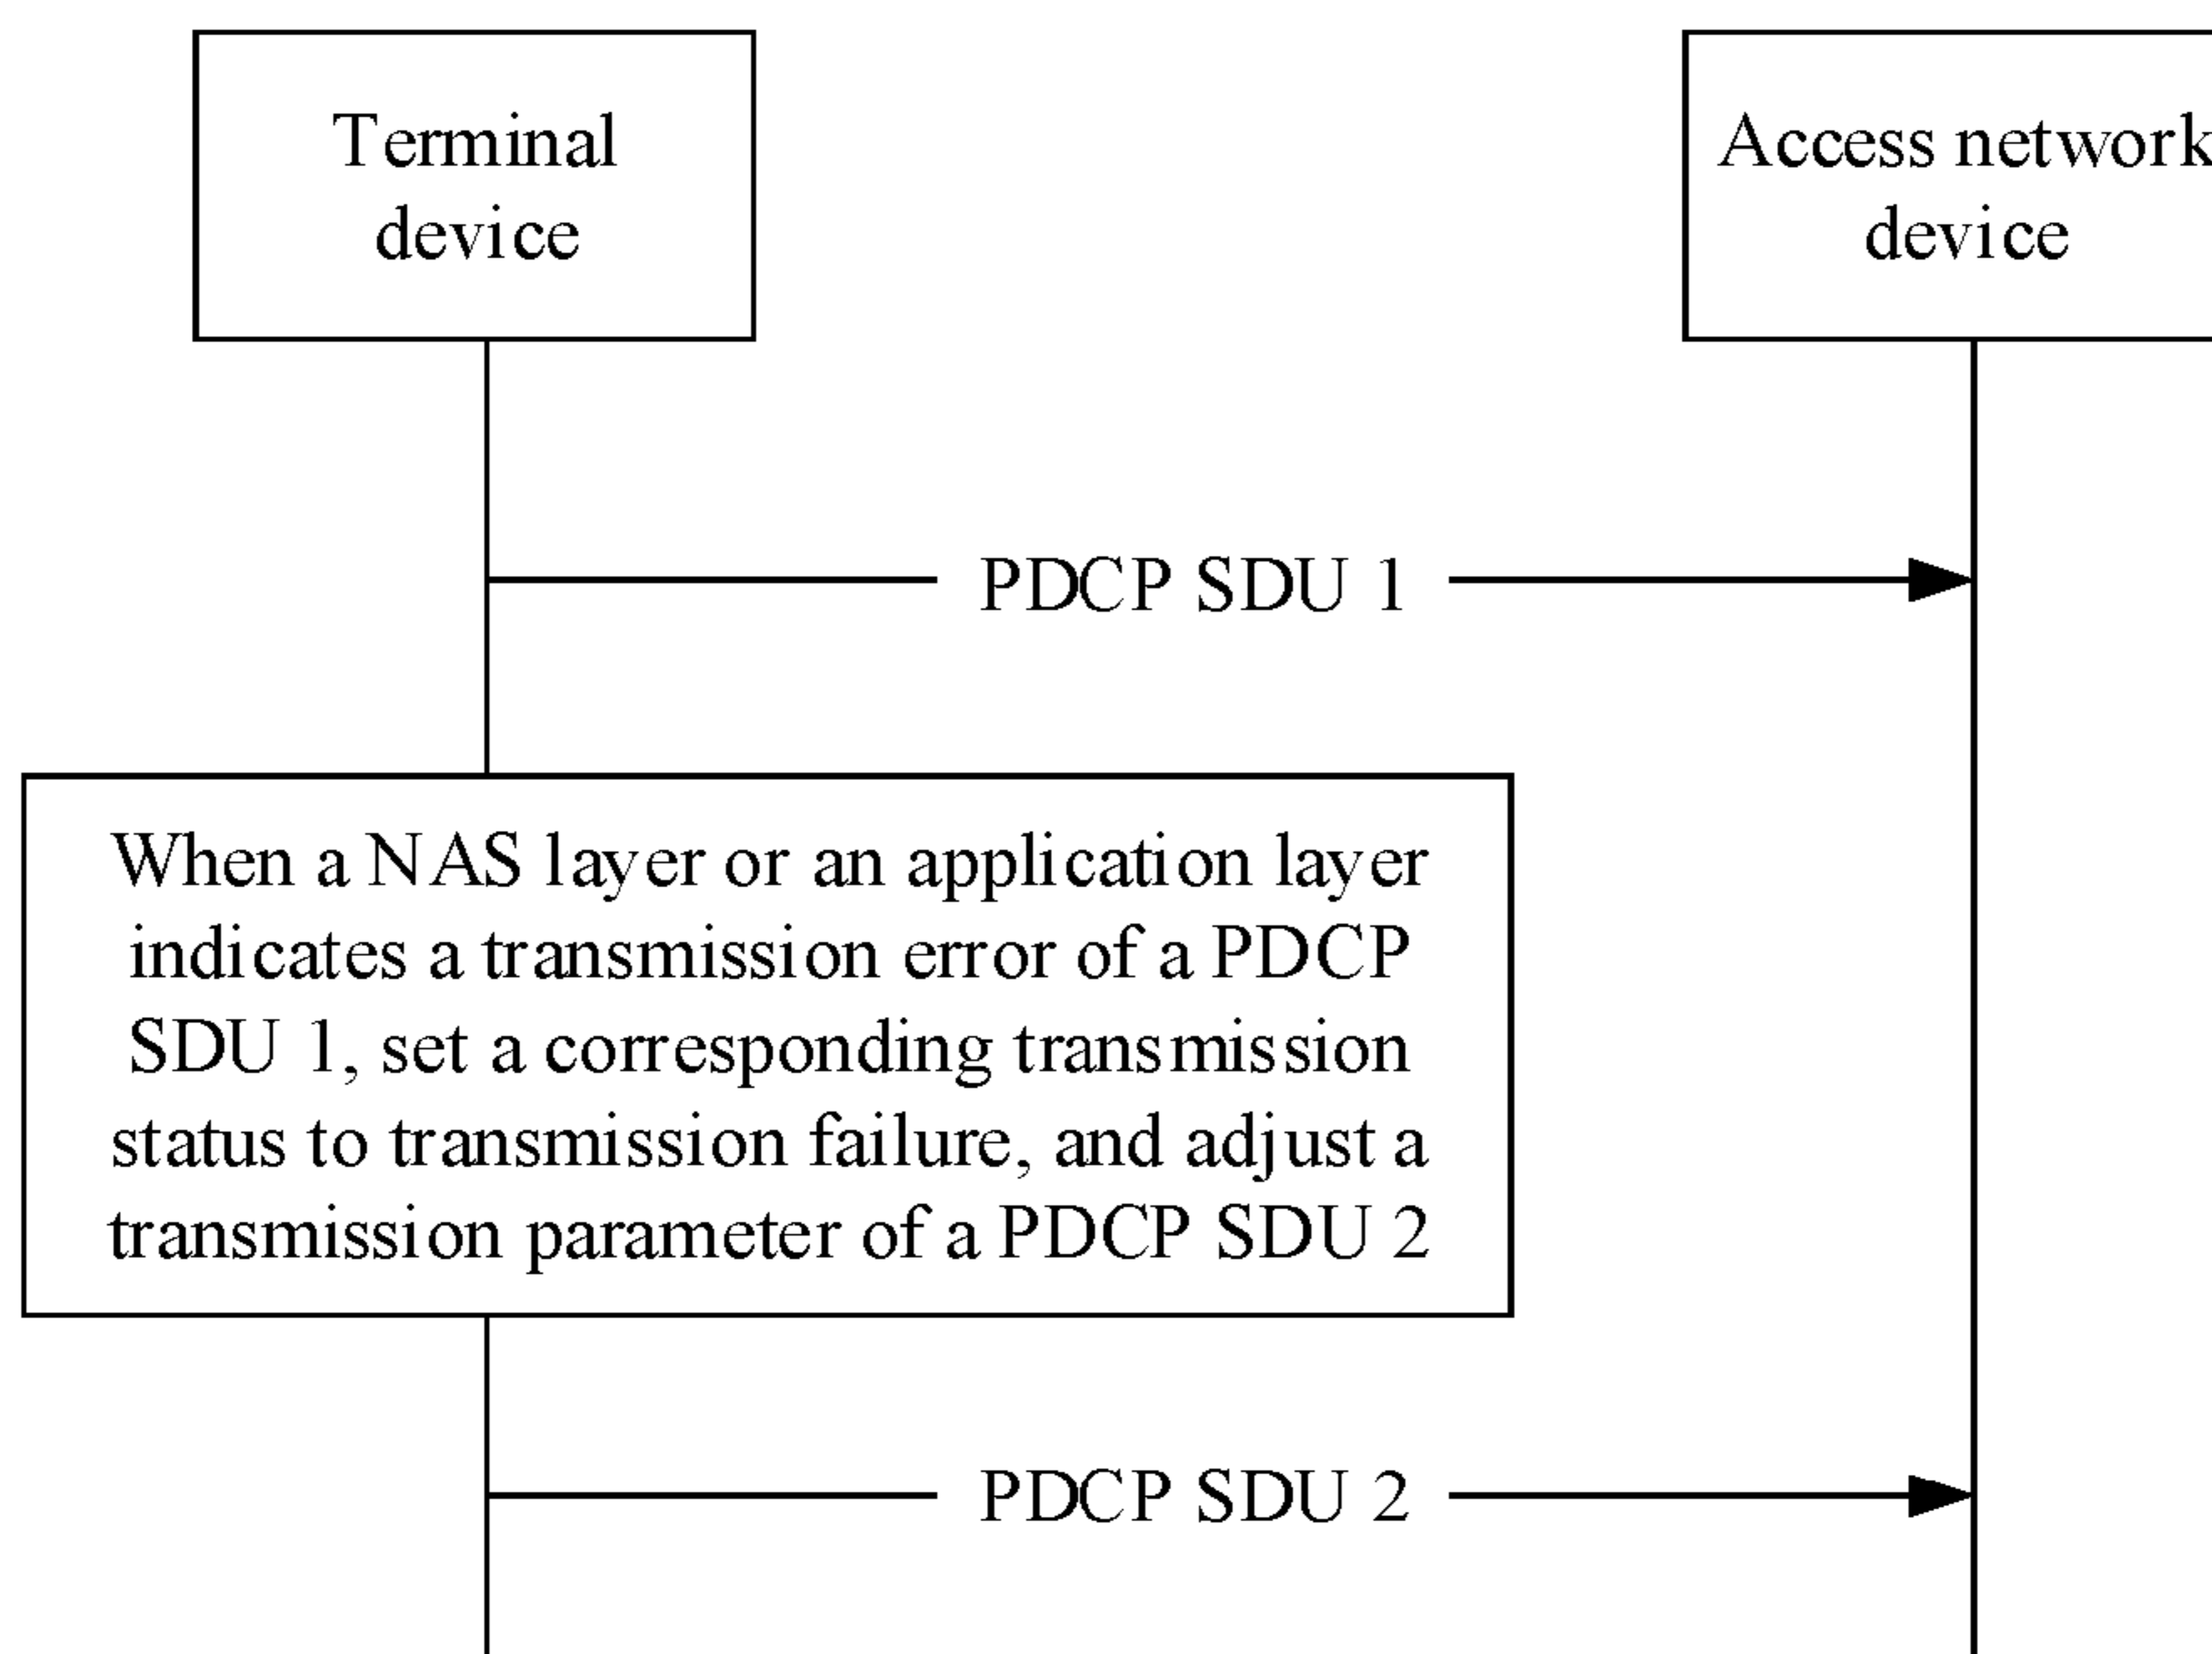 Terminal
device
Access network
device
PDCP SDU 1
When a NAS layer or an application layer
indicates a transmission error of a PDCP
SDU 1, set a corresponding transmission
status to transmission failure, and adjust a
transmission parameter of a PDCP SDU 2
PDCP SDU 2